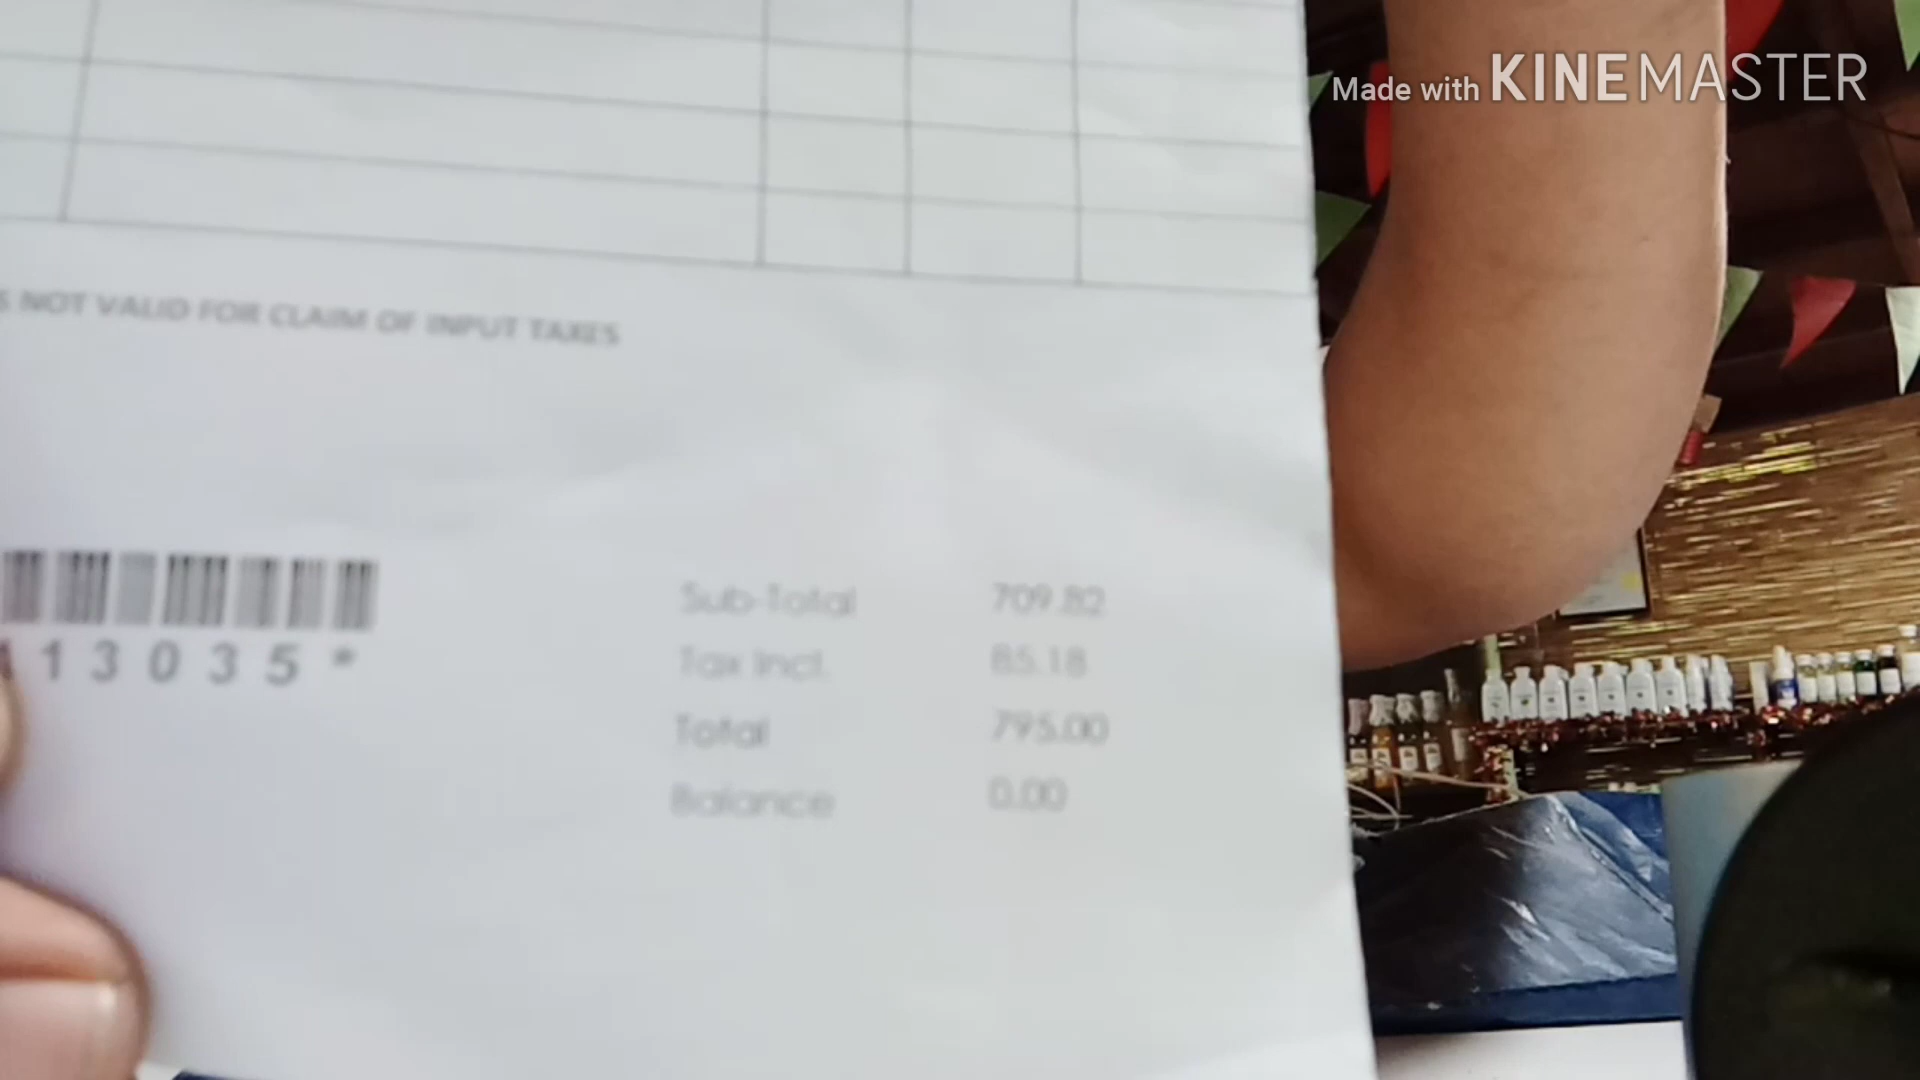 Made with KINEMASTER
S NOT VALID FOR CLAIM OF INPUT TAXES
13035*
Sub-Total 709.82
Tax Incl. 85.18
Total 795.00
Balance 0.00